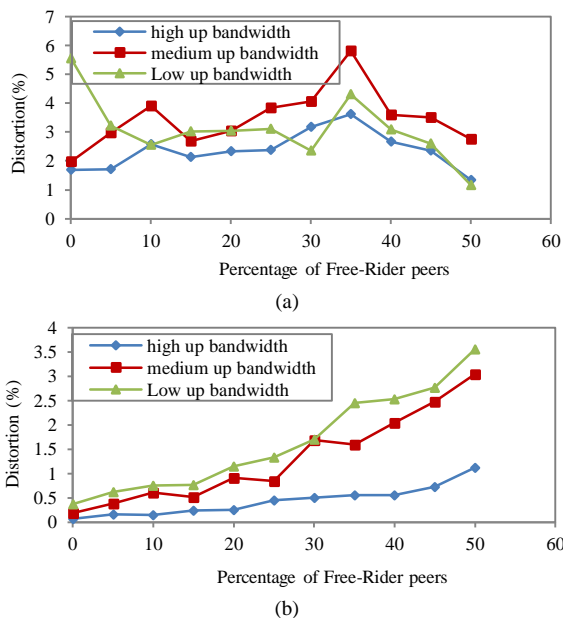 7
6
5
4
3
2
1
0
Distortion(%)
high up bandwidth
medium up bandwidth
Low up bandwidth
0 10 20 30 40 50 60
Percentage of Free-Rider peers
(a)
4
3.5
3
2.5
2
1.5
1
0.5
0
Distortion (%)
high up bandwidth
medium up bandwidth
Low up bandwidth
0 10 20 30 40 50 60
Percentage of Free-Rider peers
(b)